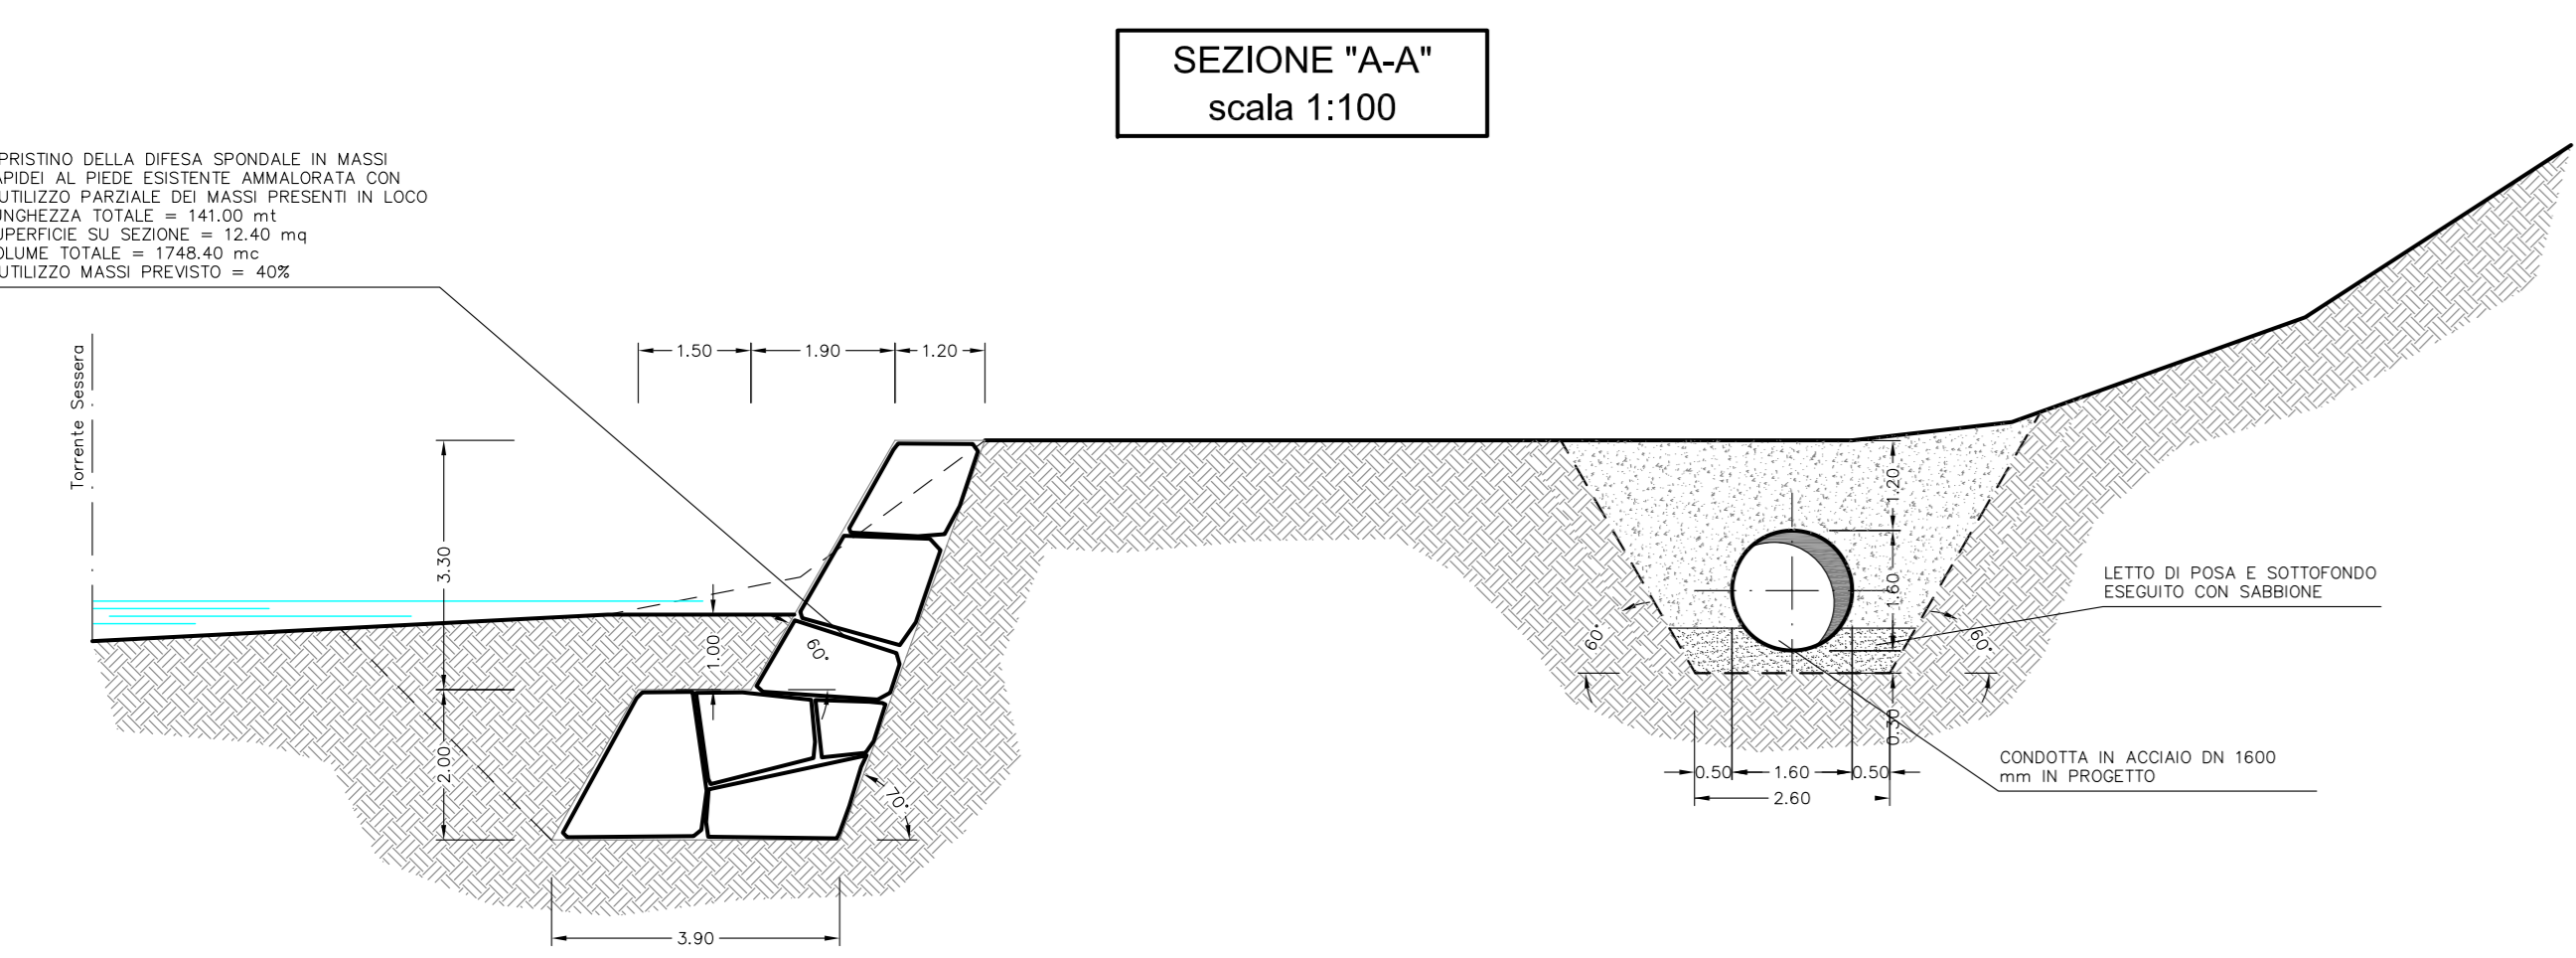 SEZIONE "A-A"
scala 1:100
PRISTINO DELLA DIFESA SPONDALE IN MASSI
APIDEI AL PIEDE ESISTENTE AMMALORATA CON
UTILIZZO PARZIALE DEI MASSI PRESENTI IN LOCO
UNGHEZZA TOTALE = 141.00 mt
UPERFICIE SU SEZIONE = 12.40 mq
OLUME TOTALE = 1748.40 mc
UTILIZZO MASSI PREVISTO = 40%
Torrente Sessera
1.50
1.90
1.20
3.30
1.00
60°
2.00
70°
3.90
1.20
1.60
60°
60°
0.30
0.50
1.60
0.50
2.60
LETTO DI POSA E SOTTOFONDO
ESEGUITO CON SABBIONE
CONDOTTA IN ACCIAIO DN 1600
mm IN PROGETTO